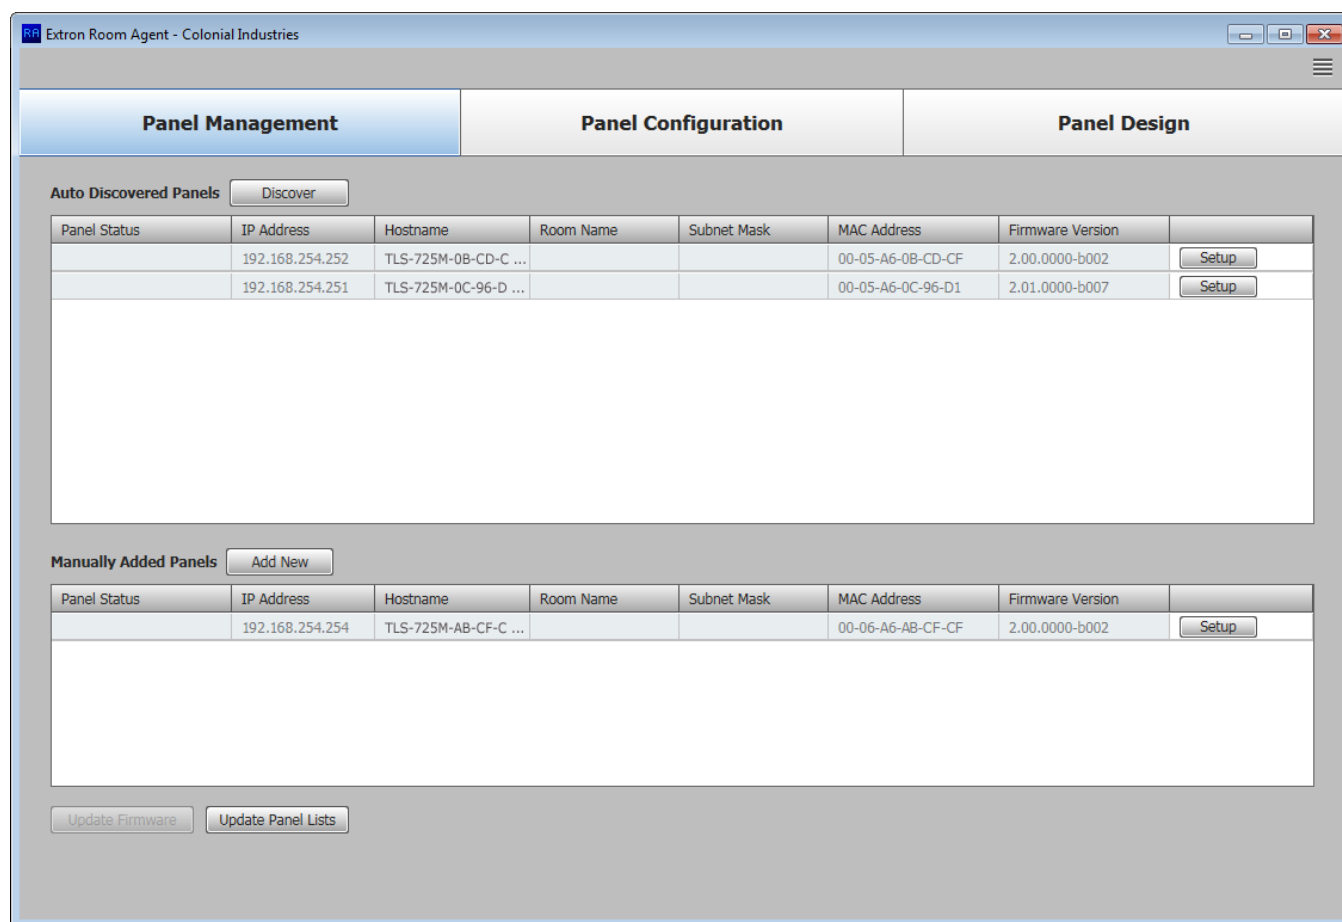 RA Extron Room Agent - Colonial Industries
Panel Management Panel Configuration Panel Design
Auto Discovered Panels Discover
Panel Status IP Address Hostname Room Name Subnet Mask MAC Address Firmware Version
192.168.254.252 TLS-725M-0B-CD-C ... 00-05-A6-0B-CD-CF 2.00.0000-b002 Setup
192.168.254.251 TLS-725M-0C-96-D ... 00-05-A6-0C-96-D1 2.01.0000-b007 Setup
Manually Added Panels Add New
Panel Status IP Address Hostname Room Name Subnet Mask MAC Address Firmware Version
192.168.254.254 TLS-725M-AB-CF-C ... 00-06-A6-AB-CF-CF 2.00.0000-b002 Setup
Update Firmware Update Panel Lists